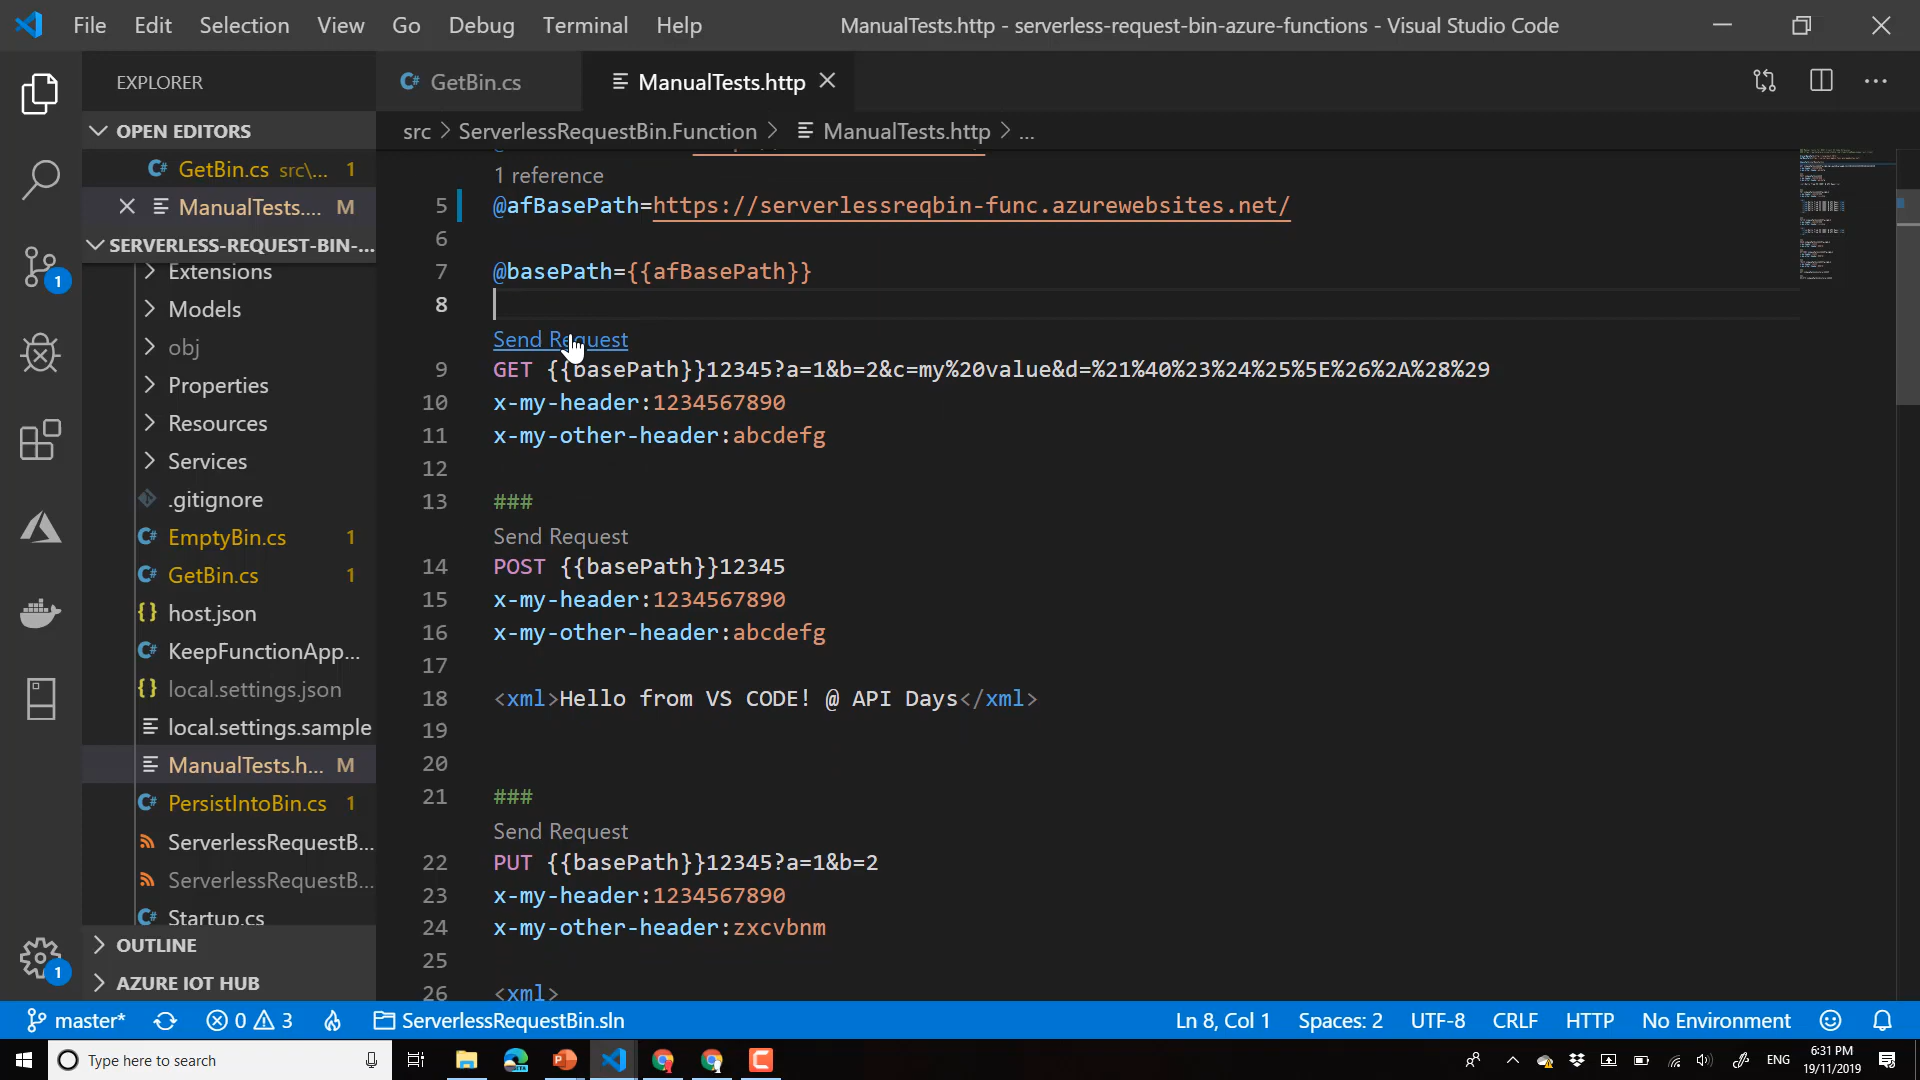 File Edit Selection View Go Debug Terminal Help
ManualTests.http - serverless-request-bin-azure-functions - Visual Studio Code
EXPLORER
OPEN EDITORS
GetBin.cs src\... 1
ManualTests.... M
SERVERLESS-REQUEST-BIN-...
Extensions
Models
obj
Properties
Resources
Services
.gitignore
EmptyBin.cs 1
GetBin.cs 1
host.json
KeepFunctionApp...
local.settings.json
local.settings.sample
ManualTests.h... M
PersistIntoBin.cs 1
ServerlessRequestB...
ServerlessRequestB...
Startup.cs
OUTLINE
AZURE IOT HUB
1
1
GetBin.cs
ManualTests.http
src > ServerlessRequestBin.Function > ManualTests.http > ...
1 reference
5 @afBasePath=https://serverlessreqbin-func.azurewebsites.net/
6
7 @basePath={{afBasePath}}
8
Send Request
9 GET {{basePath}}12345?a=1&b=2&c=my%20value&d=%21%40%23%24%25%5E%26%2A%28%29
10 x-my-header:1234567890
11 x-my-other-header:abcdefg
12
13 ###
Send Request
14 POST {{basePath}}12345
15 x-my-header:1234567890
16 x-my-other-header:abcdefg
17
18 <xml>Hello from VS CODE! @ API Days</xml>
19
20
21 ###
Send Request
22 PUT {{basePath}}12345?a=1&b=2
23 x-my-header:1234567890
24 x-my-other-header:zxcvbnm
25
26 <xml>
master* 0 3 ServerlessRequestBin.sln
Ln 8, Col 1 Spaces: 2 UTF-8 CRLF HTTP No Environment
Type here to search
ENG
6:31 PM
19/11/2019